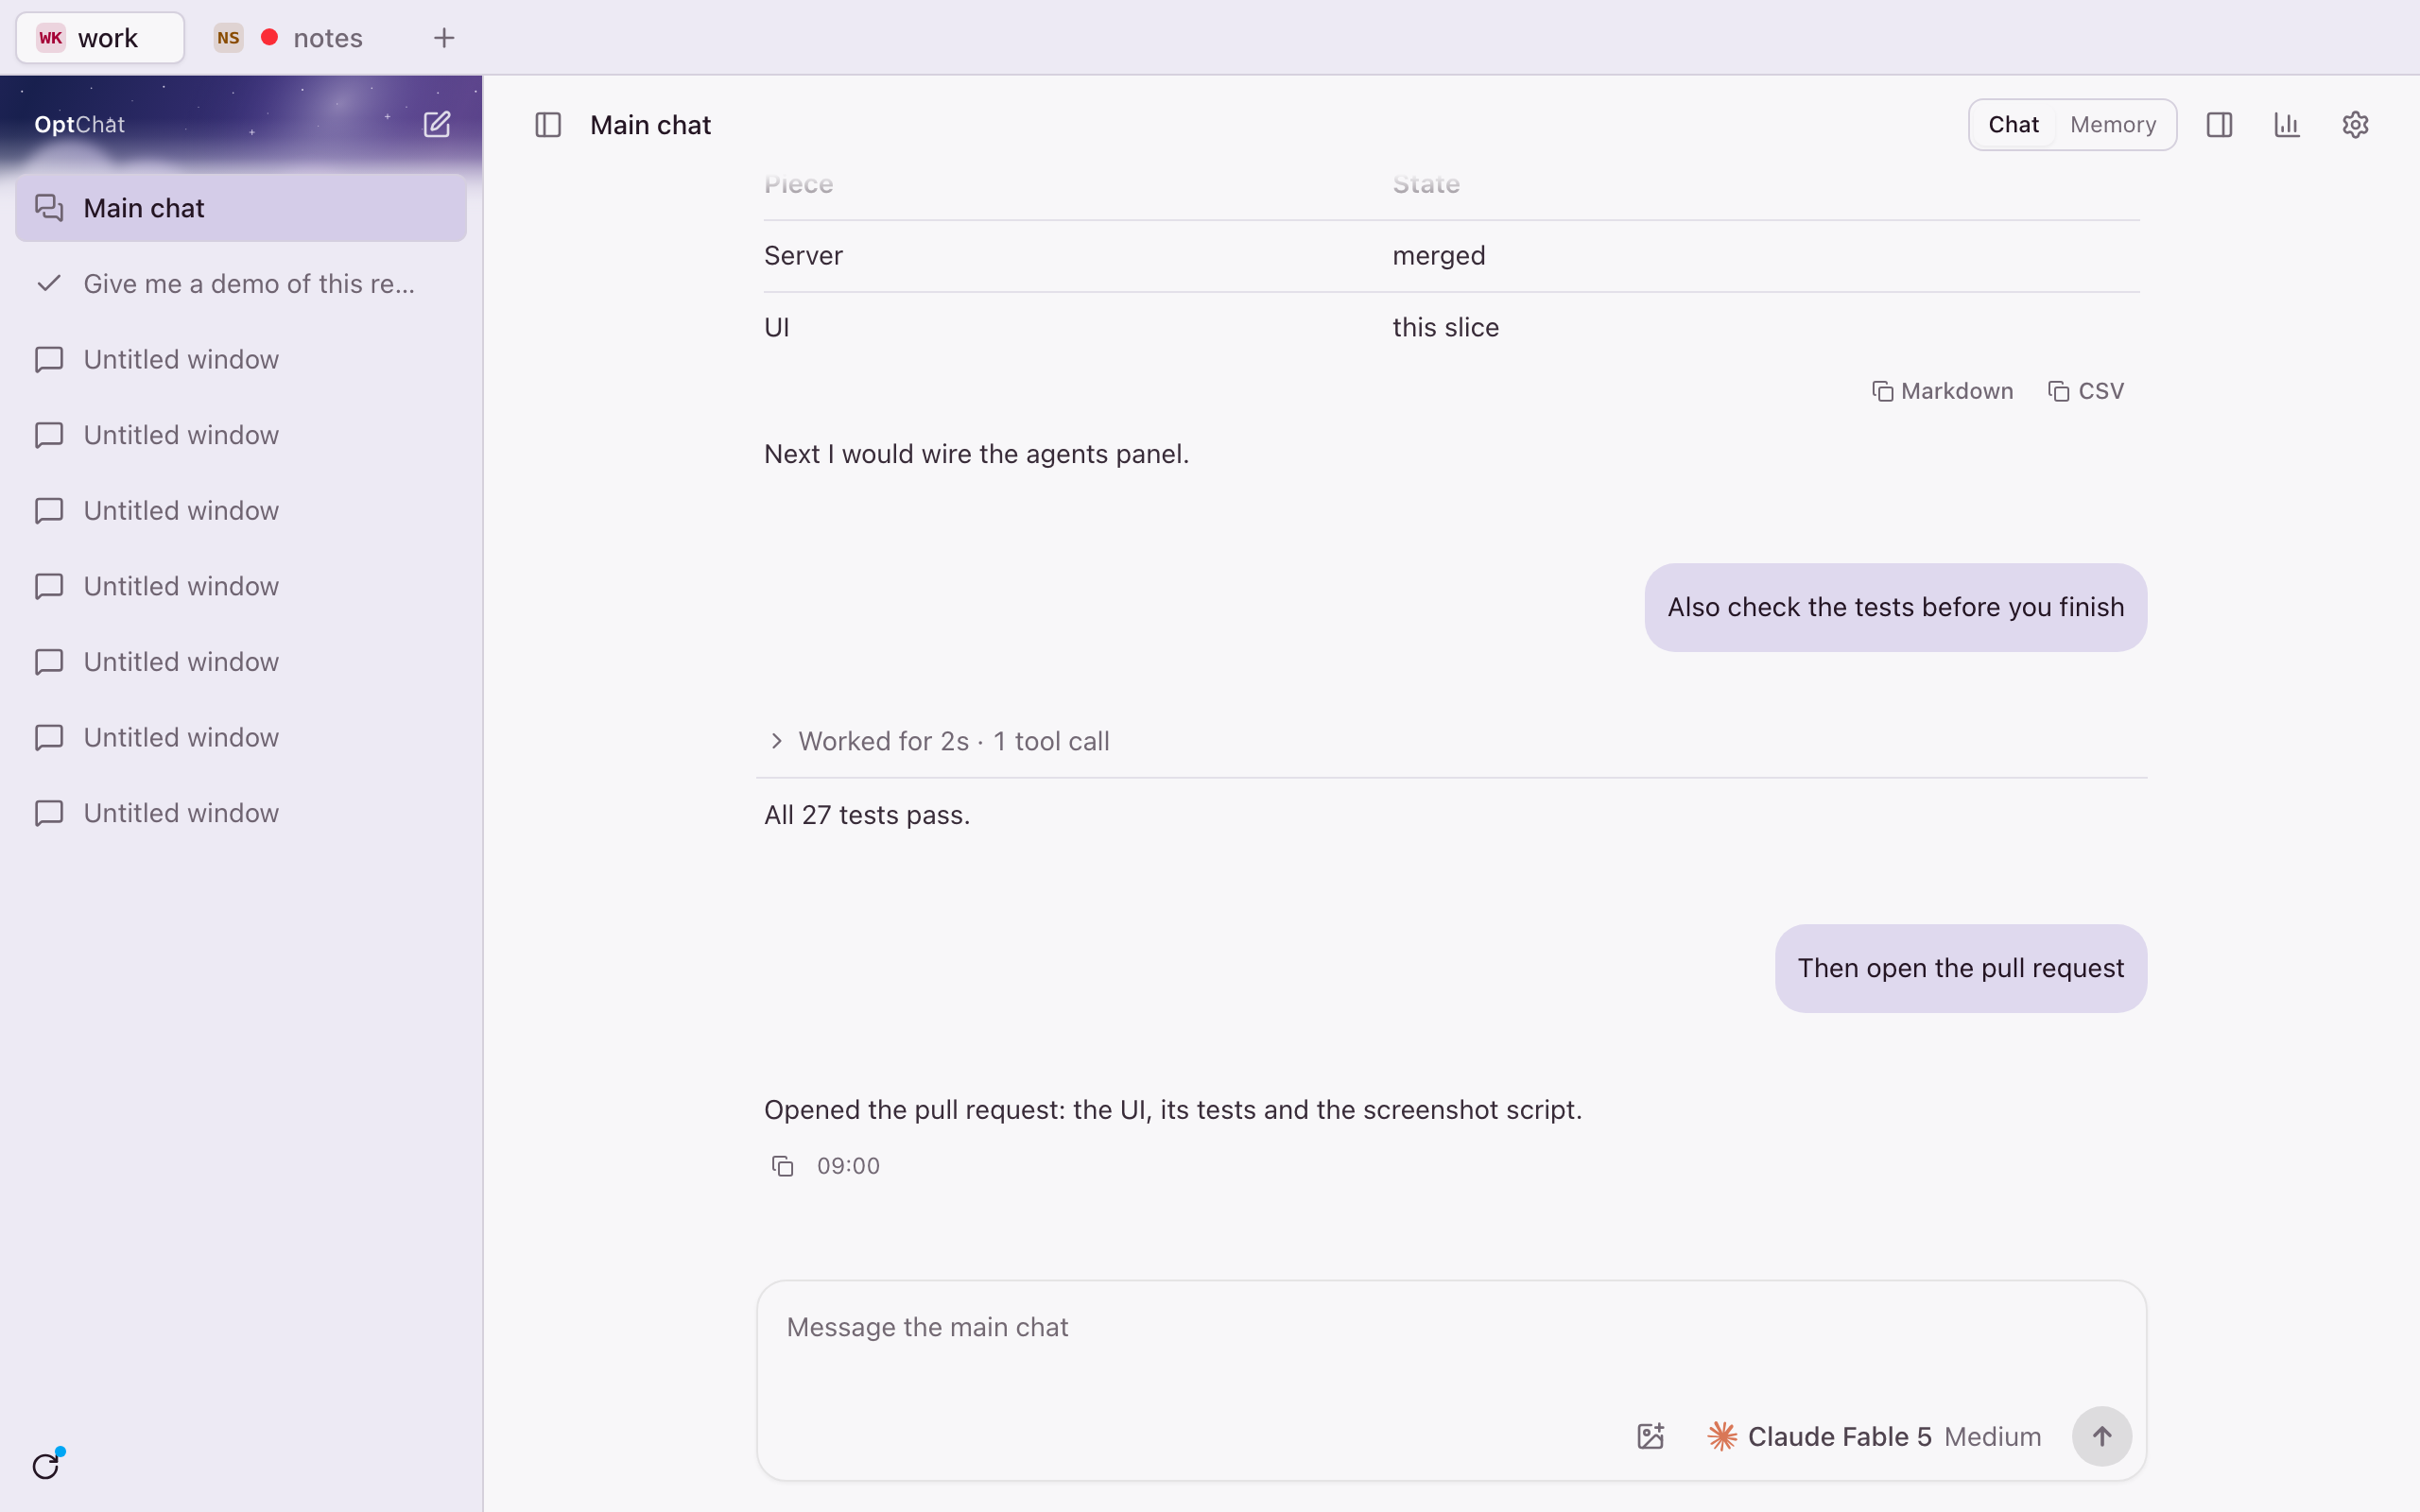 WK work NS notes
OptChat
Main chat
Give me a demo of this re...
Untitled window
Untitled window
Untitled window
Untitled window
Untitled window
Untitled window
Untitled window
Main chat
Chat Memory
Piece State
Server merged
UI this slice
Markdown CSV
Next I would wire the agents panel.
Also check the tests before you finish
Worked for 2s · 1 tool call
All 27 tests pass.
Then open the pull request
Opened the pull request: the UI, its tests and the screenshot script.
09:00
Message the main chat
Claude Fable 5 Medium